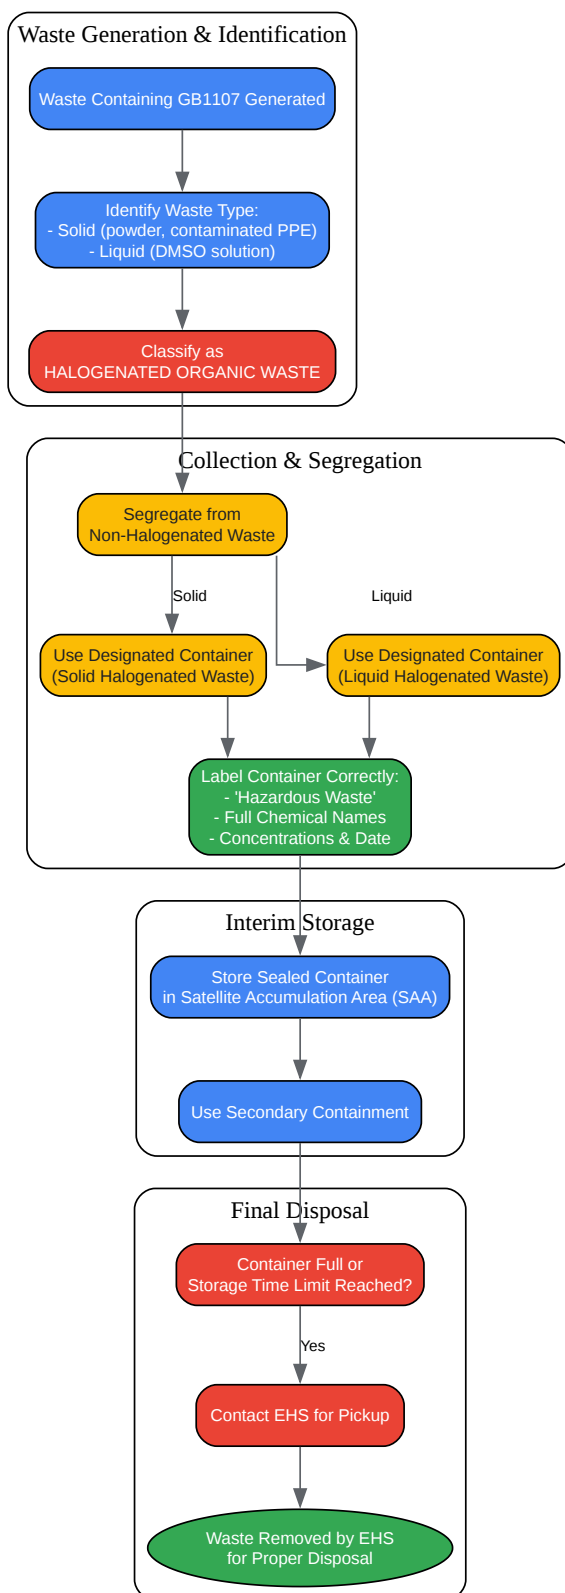 Waste Generation & Identification
Waste Containing GB1107 Generated
Identify Waste Type:
- Solid (powder, contaminated PPE)
- Liquid (DMSO solution)
Classify as
HALOGENATED ORGANIC WASTE
Collection & Segregation
Segregate from
Non-Halogenated Waste
Solid
Liquid
Use Designated Container
(Solid Halogenated Waste)
Use Designated Container
(Liquid Halogenated Waste)
Label Container Correctly:
- 'Hazardous Waste'
- Full Chemical Names
- Concentrations & Date
Interim Storage
Store Sealed Container
in Satellite Accumulation Area (SAA)
Use Secondary Containment
Final Disposal
Container Full or
Storage Time Limit Reached?
Yes
Contact EHS for Pickup
Waste Removed by EHS
for Proper Disposal